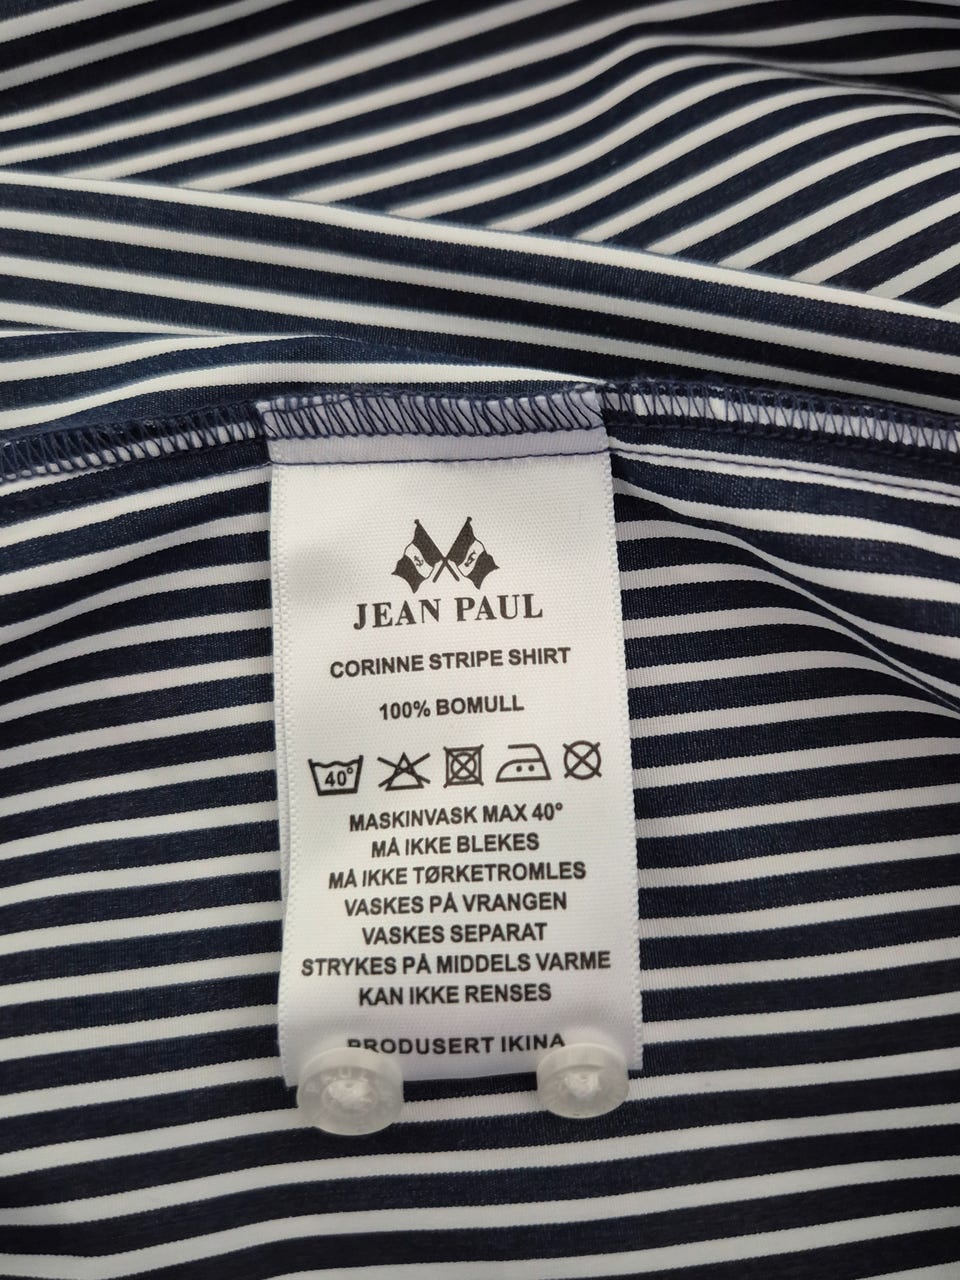 JEAN PAUL
CORINNE STRIPE SHIRT
100% BOMULL
40°
MASKINVASK MAX 40°
MÅ IKKE BLEKES
MÅ IKKE TØRKETROMLES
VASKES PÅ VRANGEN
VASKES SEPARAT
STRYKES PÅ MIDDELS VARME
KAN IKKE RENSES
PRODUSERT I KINA